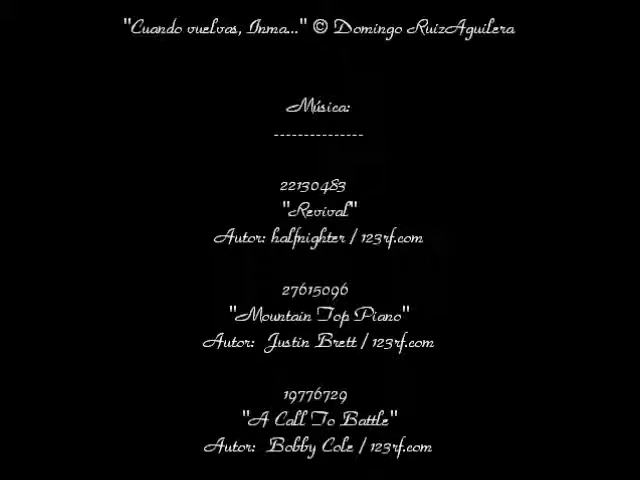 "Cuando vuelvas, Inma..." © Domingo RuizAguilera
Música:
---------------
22130483
"Revival"
Autor: halfnighter / 123rf.com
27615096
"Mountain Top Piano"
Autor: Justin Brett / 123rf.com
19776729
"A Call To Battle"
Autor: Bobby Cole / 123rf.com